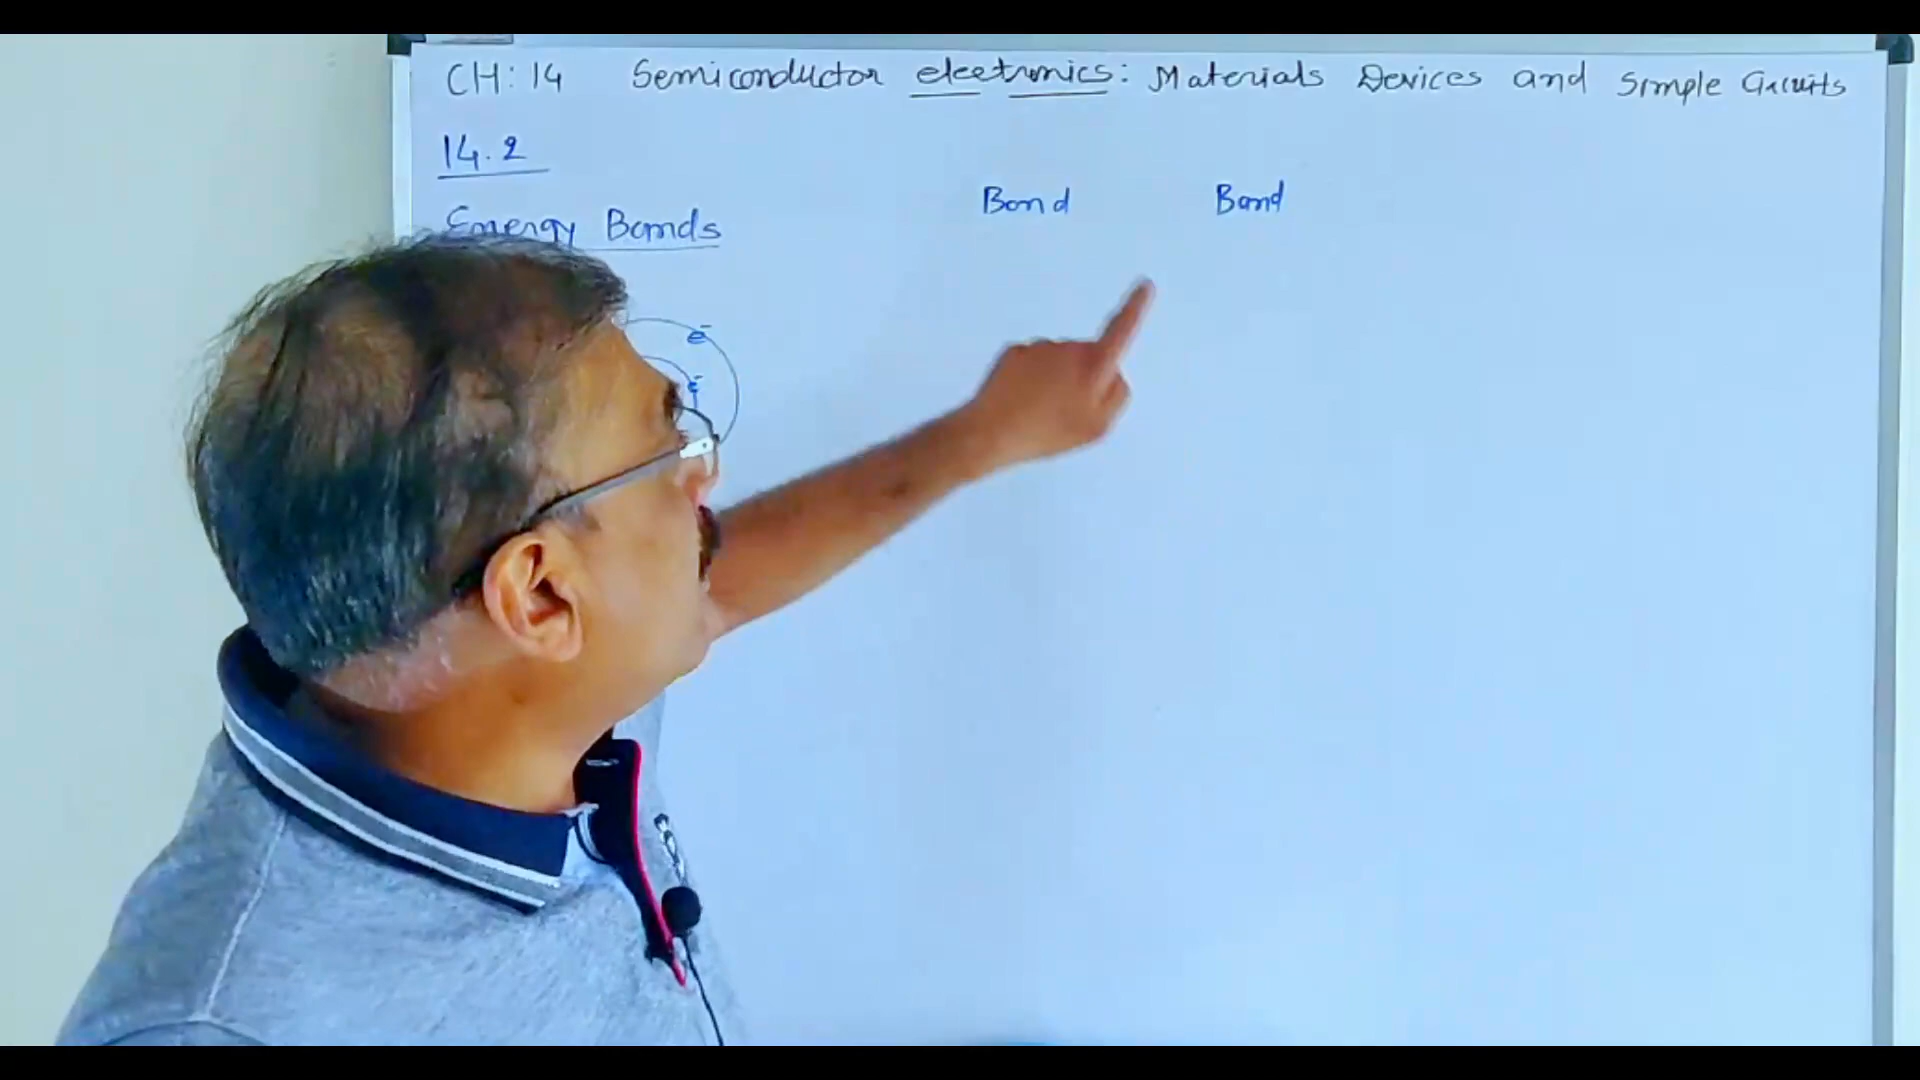 CH: 14 Semiconductor electronics: Materials Devices and Simple Circuits
14.2
Bond Band
Energy Bands
e⁻
e⁻